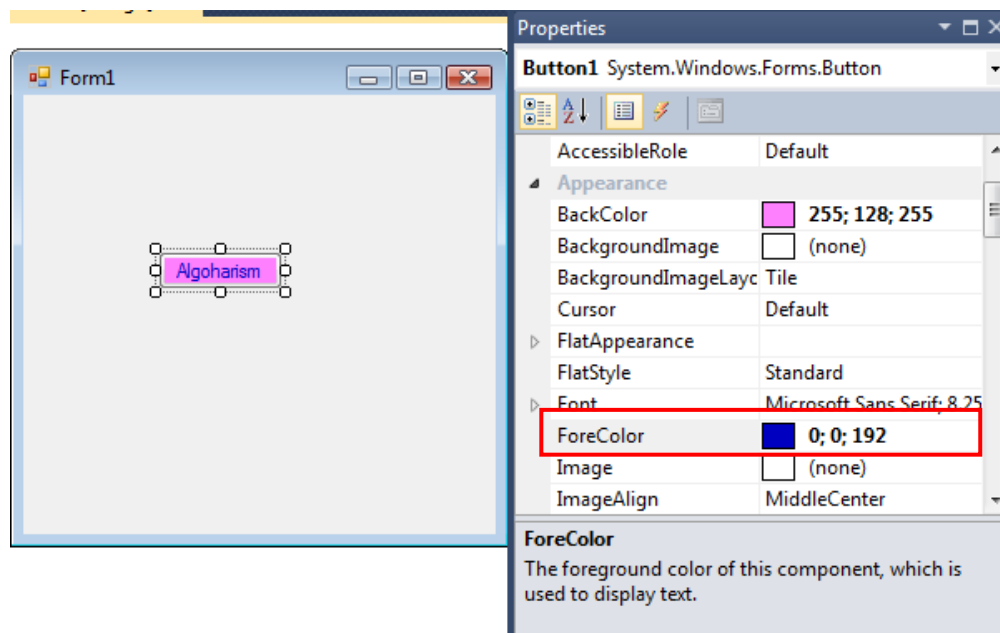 Form1
Algoharism
Properties
Button1 System.Windows.Forms.Button
AccessibleRole Default
Appearance
BackColor 255; 128; 255
BackgroundImage (none)
BackgroundImageLayc Tile
Cursor Default
FlatAppearance
FlatStyle Standard
Font Microsoft Sans Serif; 8,25
ForeColor 0; 0; 192
Image (none)
ImageAlign MiddleCenter
ForeColor
The foreground color of this component, which is
used to display text.